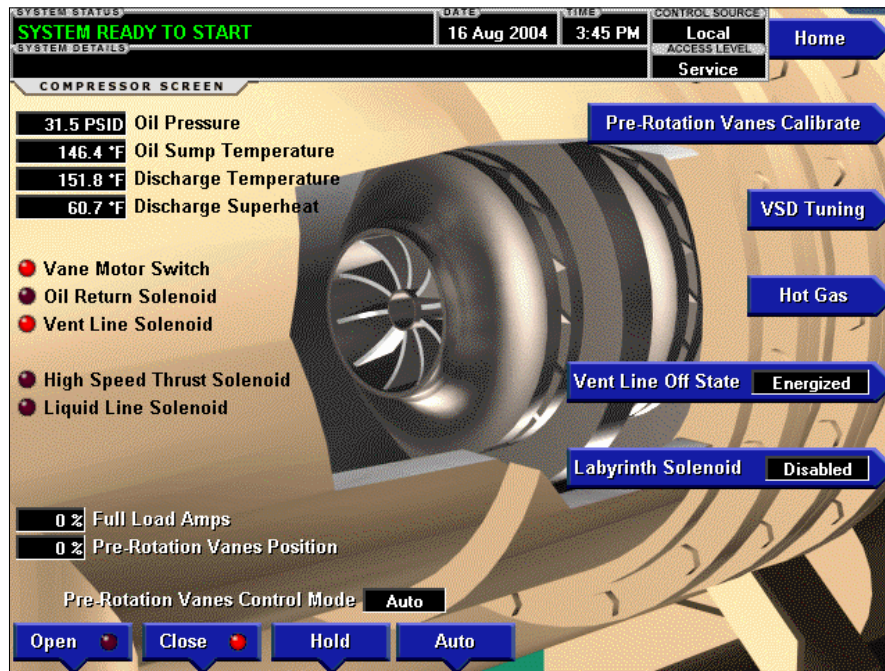 SYSTEM STATUS
SYSTEM READY TO START
DATE
16 Aug 2004
TIME
3:45 PM
CONTROL SOURCE
Local
ACCESS LEVEL
Service
SYSTEM DETAILS
Home
COMPRESSOR SCREEN
31.5 PSID Oil Pressure
146.4 °F Oil Sump Temperature
151.8 °F Discharge Temperature
60.7 °F Discharge Superheat
Pre-Rotation Vanes Calibrate
VSD Tuning
Vane Motor Switch
Oil Return Solenoid
Vent Line Solenoid
Hot Gas
High Speed Thrust Solenoid
Liquid Line Solenoid
Vent Line Off State Energized
Labyrinth Solenoid Disabled
0 % Full Load Amps
0 % Pre-Rotation Vanes Position
Pre-Rotation Vanes Control Mode Auto
Open Close Hold Auto